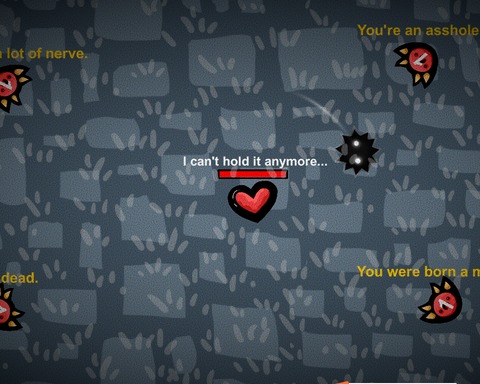 You're an asshole
lot of nerve.
I can't hold it anymore...
dead.
You were born a